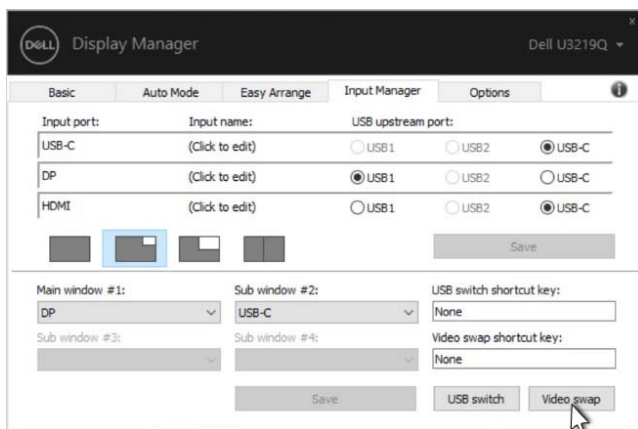 DELL Display Manager Dell U3219Q
x
Basic Auto Mode Easy Arrange Input Manager Options i
Input port: Input name: USB upstream port:
USB-C (Click to edit) USB1 USB2 USB-C
DP (Click to edit) USB1 USB2 USB-C
HDMI (Click to edit) USB1 USB2 USB-C
Save
Main window #1: Sub window #2: USB switch shortcut key:
DP USB-C None
Sub window #3: Sub window #4: Video swap shortcut key:
None
Save USB switch Video swap